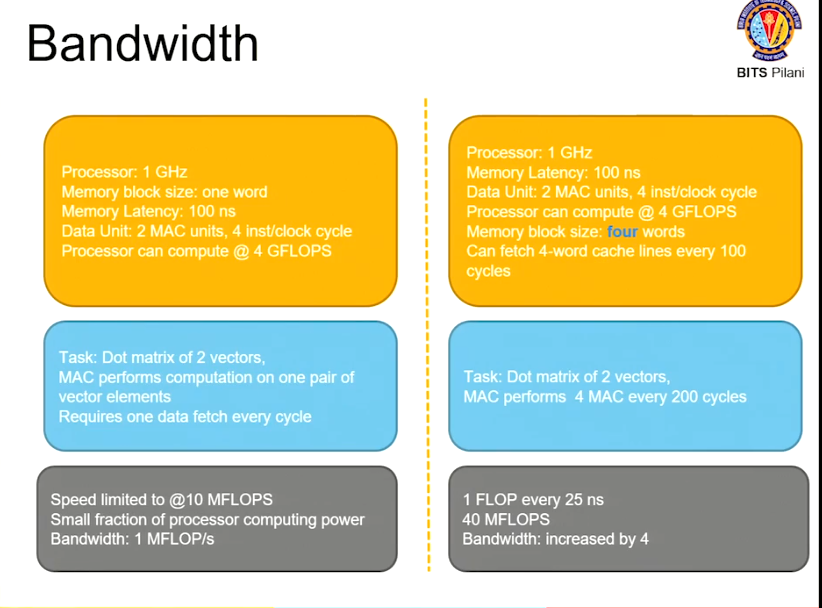 Bandwidth
BITS Pilani
Processor: 1 GHz
Memory block size: one word
Memory Latency: 100 ns
Data Unit: 2 MAC units, 4 inst/clock cycle
Processor can compute @ 4 GFLOPS
Task: Dot matrix of 2 vectors,
MAC performs computation on one pair of
vector elements
Requires one data fetch every cycle
Speed limited to @10 MFLOPS
Small fraction of processor computing power
Bandwidth: 1 MFLOP/s
Processor: 1 GHz
Memory Latency: 100 ns
Data Unit: 2 MAC units, 4 inst/clock cycle
Processor can compute @ 4 GFLOPS
Memory block size: four words
Can fetch 4-word cache lines every 100
cycles
Task: Dot matrix of 2 vectors,
MAC performs  4 MAC every 200 cycles
1 FLOP every 25 ns
40 MFLOPS
Bandwidth: increased by 4